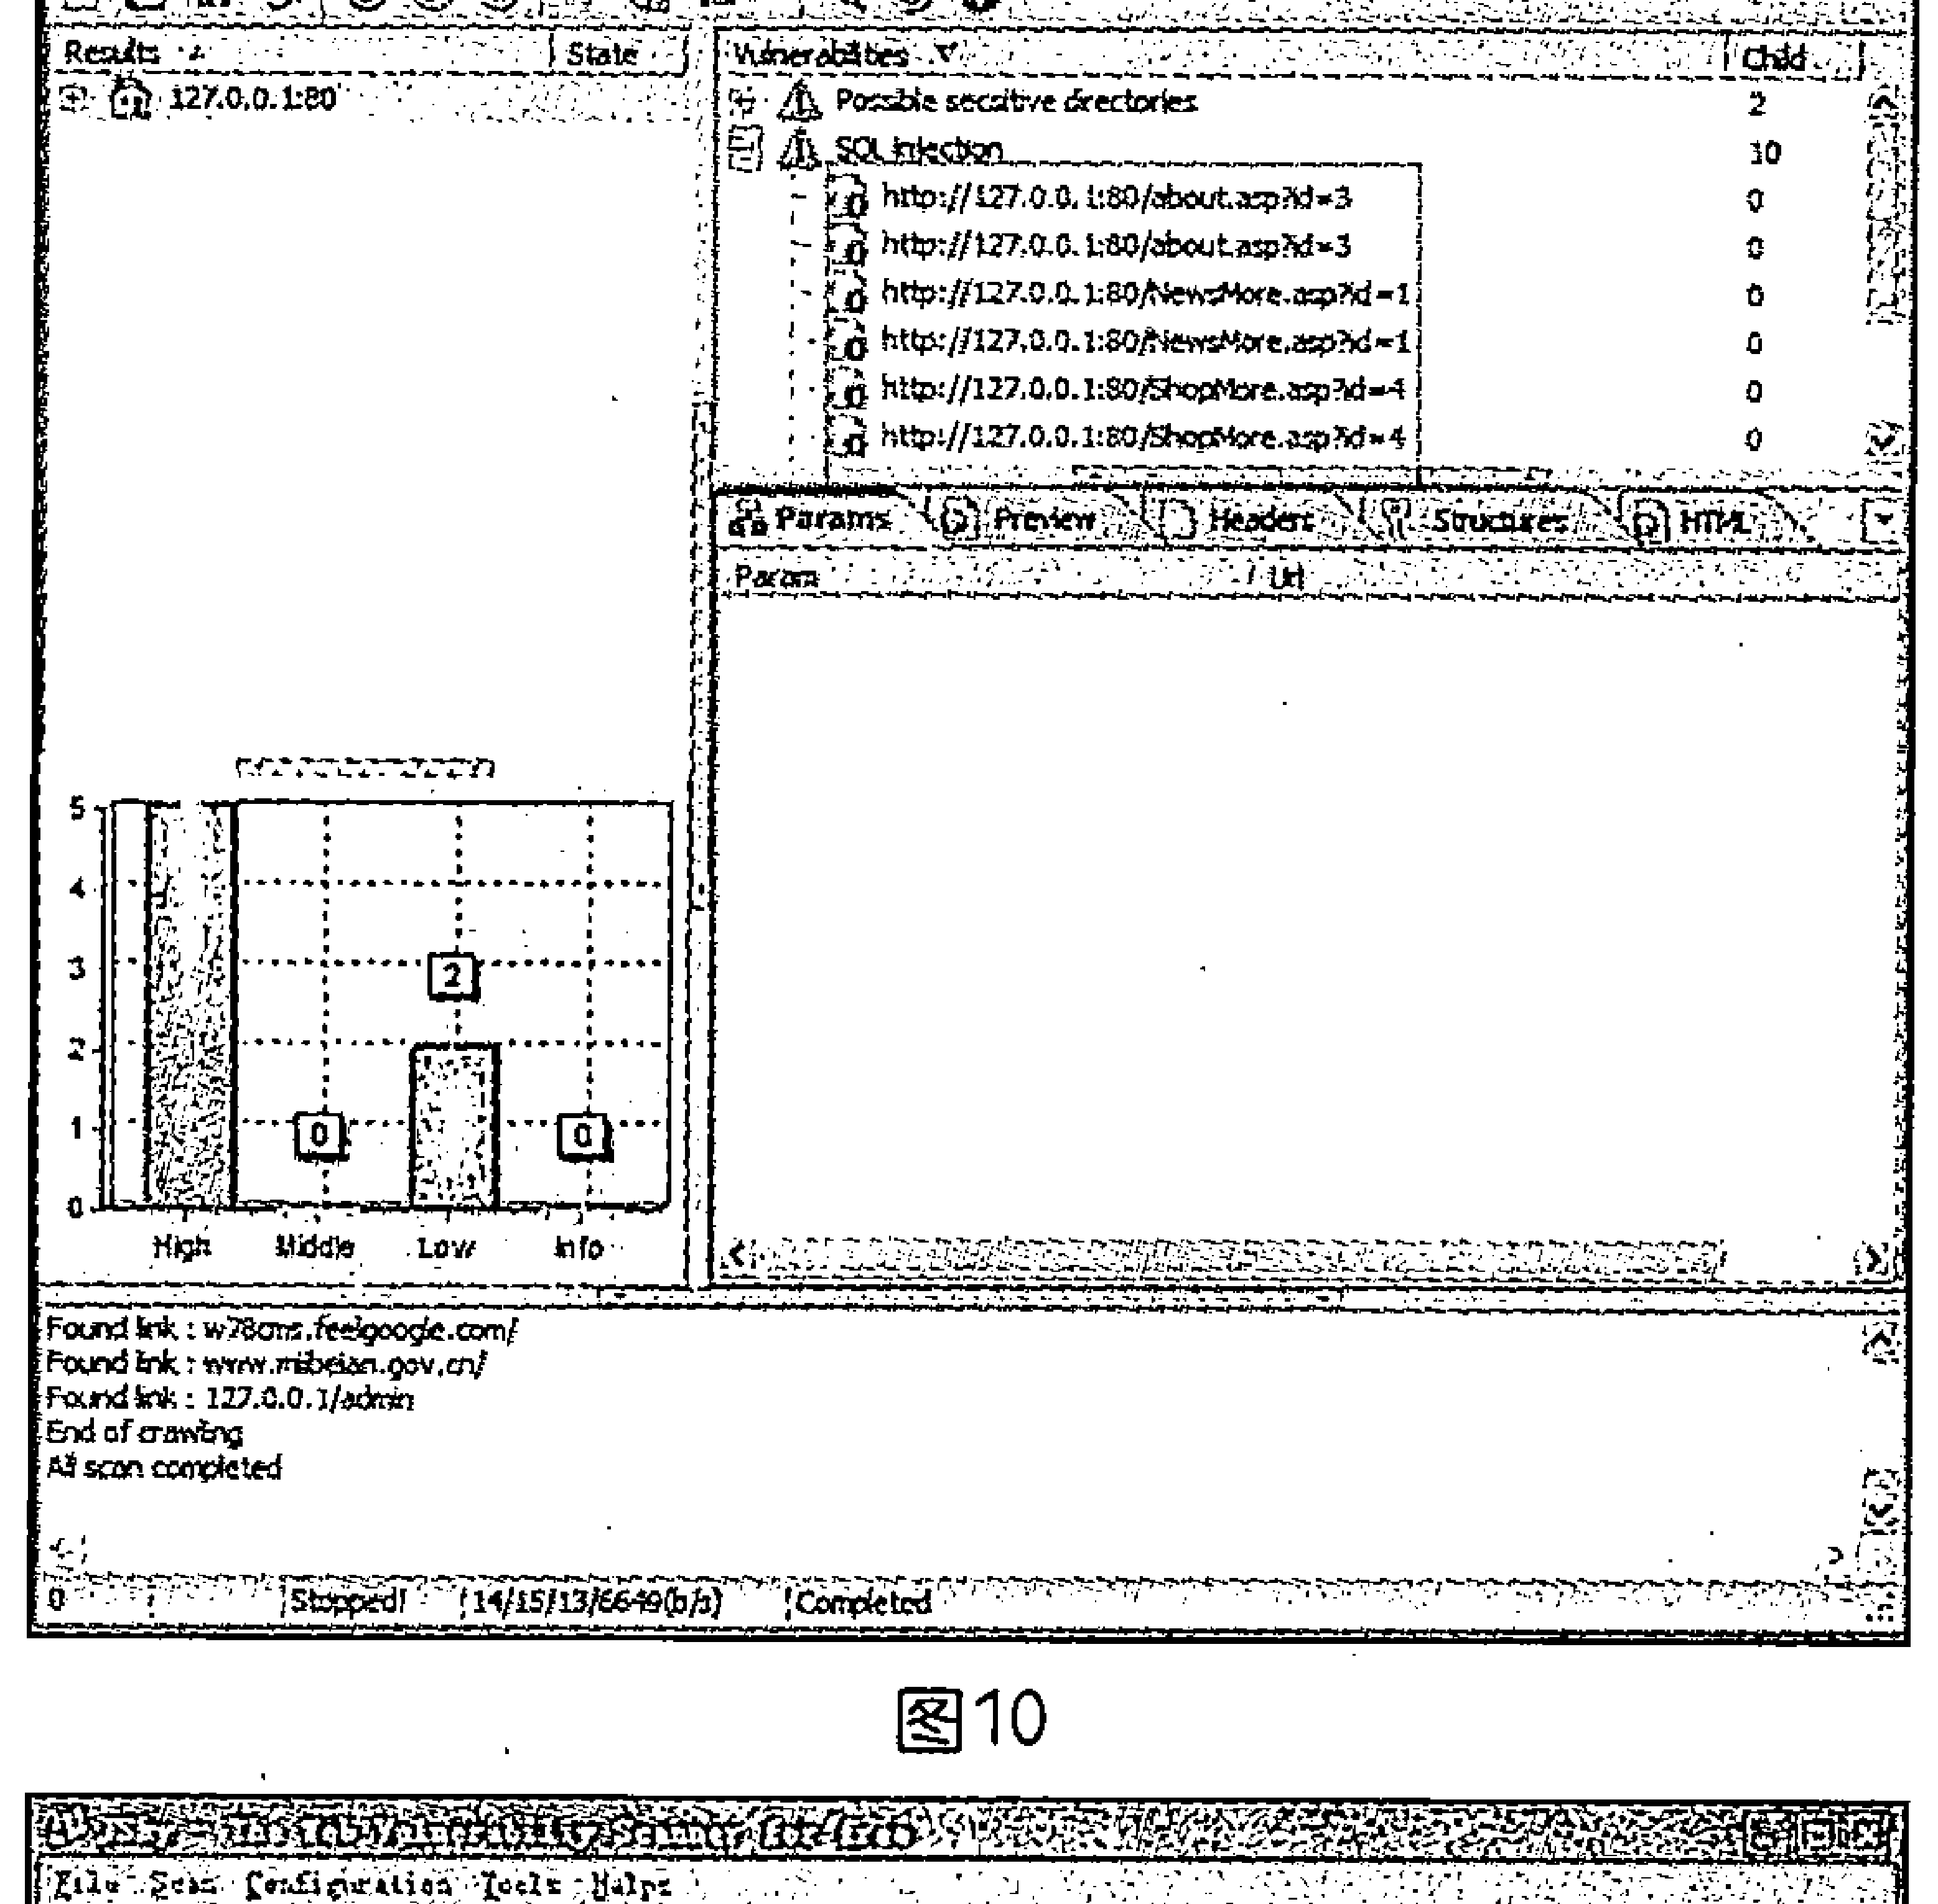 Results State
127.0.0.1:80
Vulnerabilities Child
Possible sensitive directories 2
SQL injection 10
http://127.0.0.1:80/about.asp?id=3 0
http://127.0.0.1:80/about.asp?id=3 0
http://127.0.0.1:80/NewsMore.asp?id=1 0
http://127.0.0.1:80/NewsMore.asp?id=1 0
http://127.0.0.1:80/ShopMore.asp?id=4 0
http://127.0.0.1:80/ShopMore.asp?id=4 0
Params Preview Headers Structures HTML
Param / Url
5
4
3
2
1
0
2
0
0
High Middle Low Info
Found link : w78cms.feelgoogle.com/
Found link : www.miibeian.gov.cn/
Found link : 127.0.0.1/admin
End of crawling
All scan completed
0 Stopped! 14/15/13/6649(b/s) Completed
图10
The Web Vulnerability Scanner for
File Scan Configuration Tools Helps